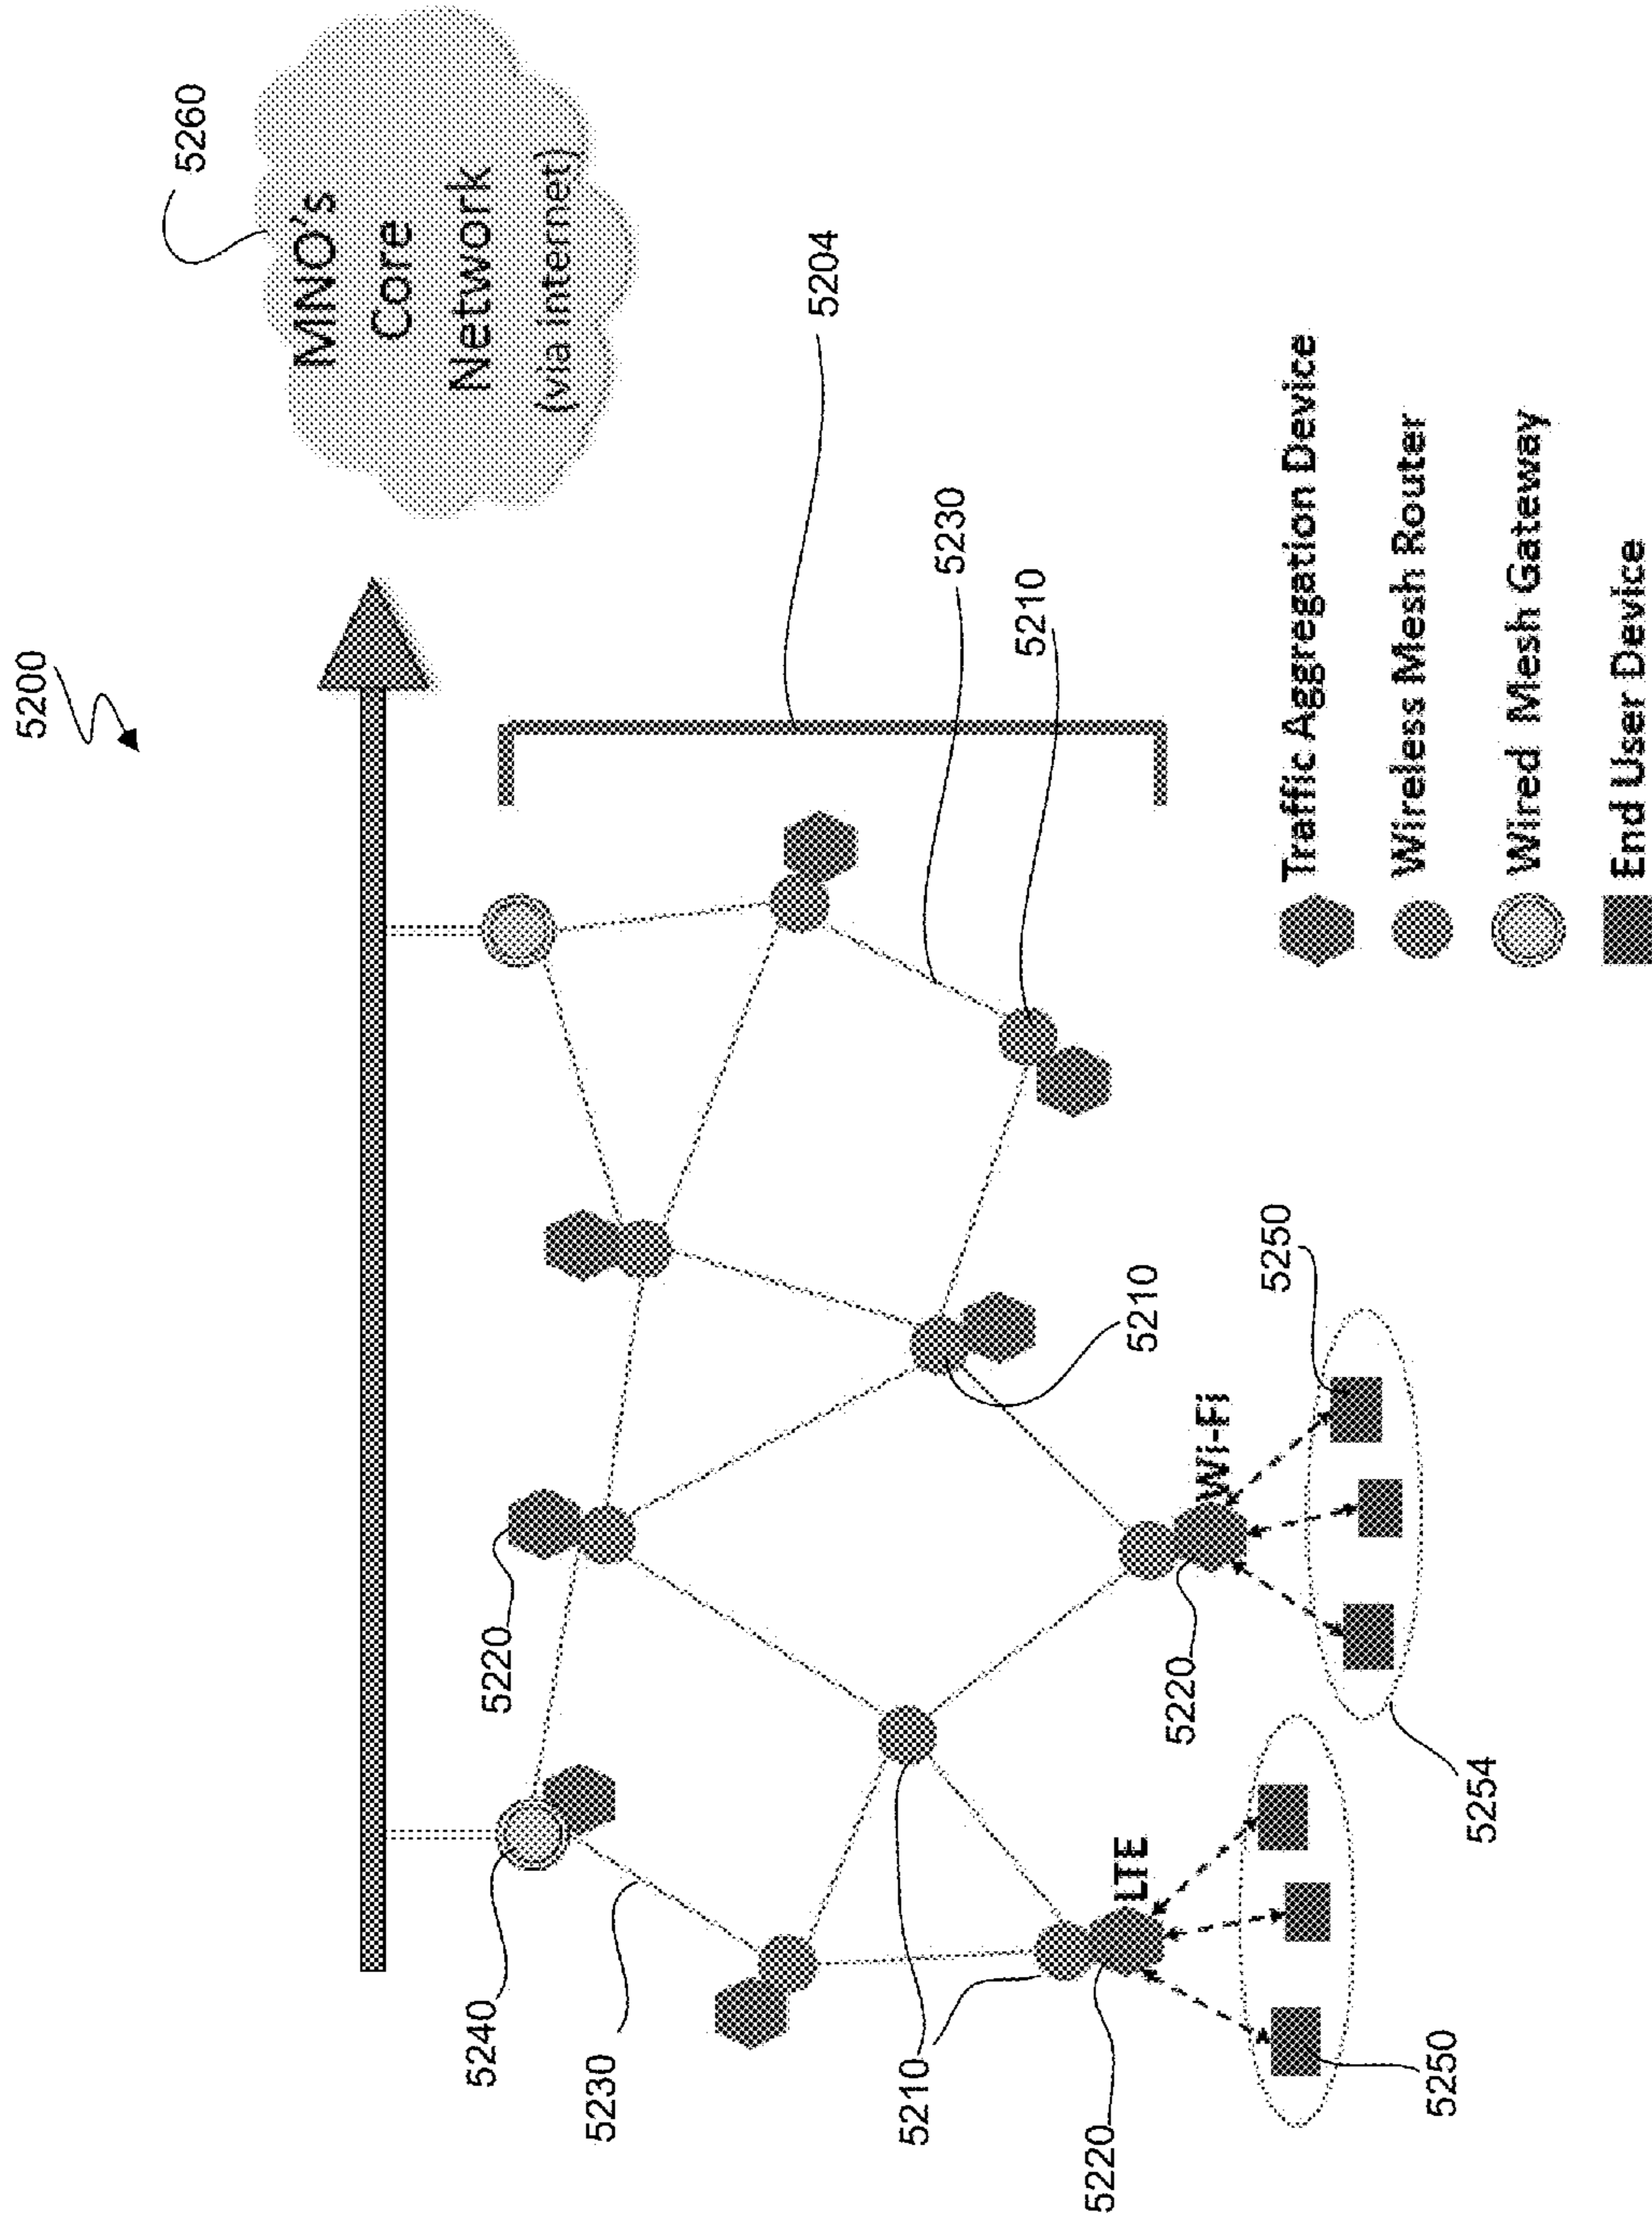 5200
5260
MNO's
Core
Network
(via internet)
5204
5230
5210
5240
5220
5230
5210
5210
5220
LTE
5220
Wi-Fi
5250
5250
5254
Traffic Aggregation Device
Wireless Mesh Router
Wired Mesh Gateway
End User Device